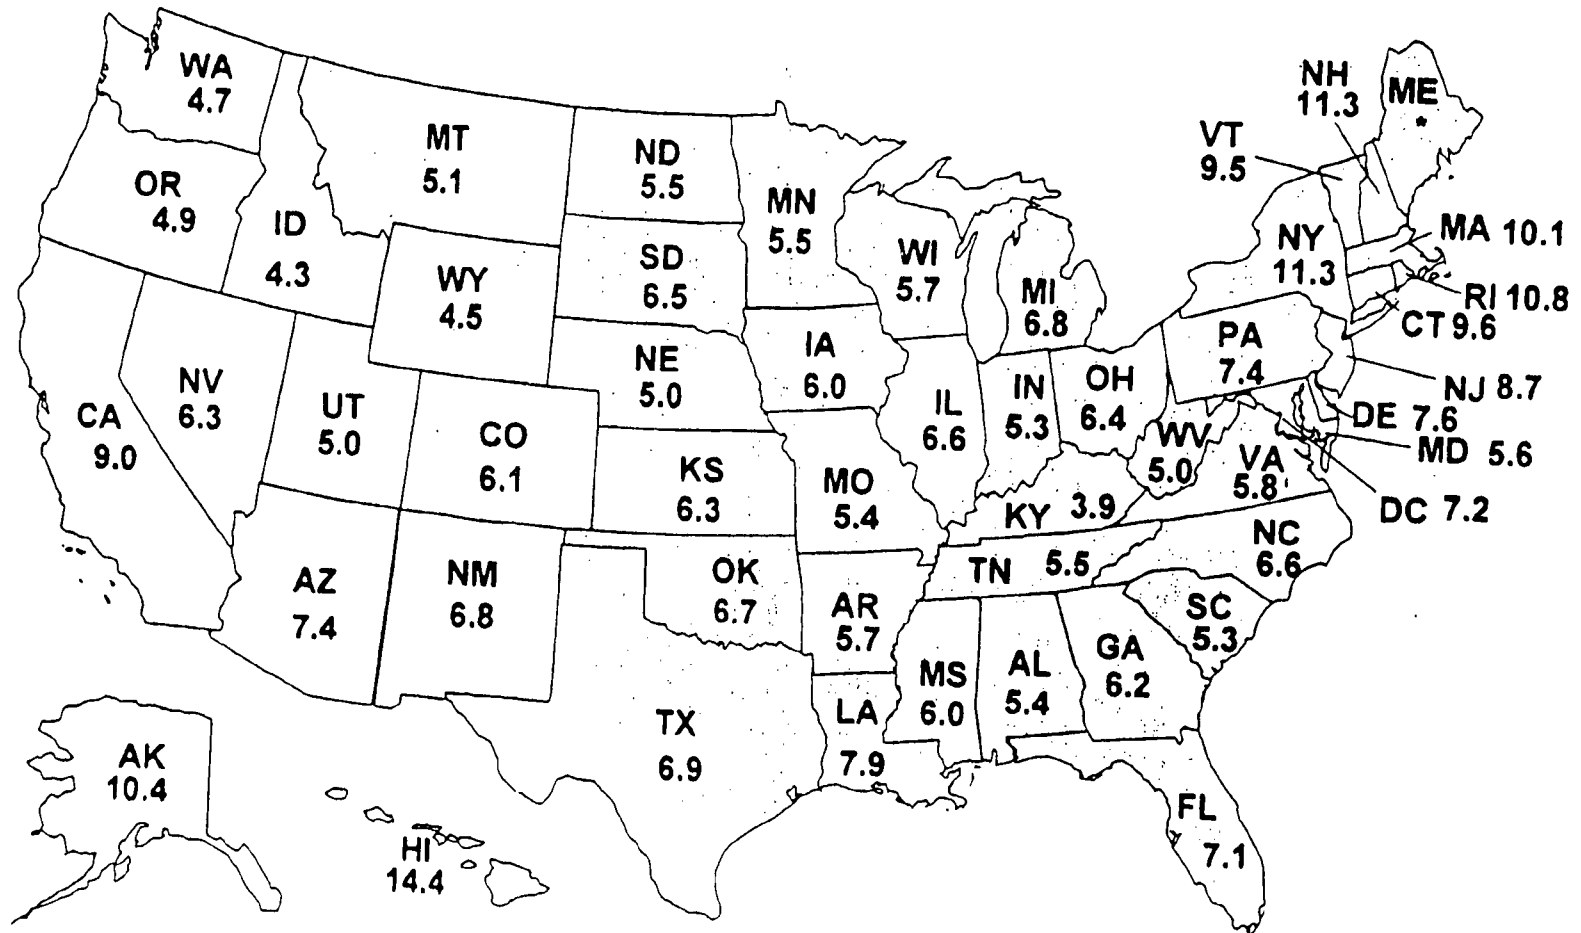 WA
4.7
OR
4.9
ID
4.3
MT
5.1
WY
4.5
ND
5.5
SD
6.5
NE
5.0
MN
5.5
WI
5.7
MI
6.8
IA
6.0
NV
6.3
CA
9.0
UT
5.0
CO
6.1
KS
6.3
MO
5.4
IL
6.6
IN
5.3
OH
6.4
PA
7.4
NY
11.3
VT
9.5
NH
11.3
ME
*
MA 10.1
RI 10.8
CT 9.6
NJ 8.7
DE 7.6
MD 5.6
DC 7.2
WV
5.0
VA
5.8
KY 3.9
TN 5.5
NC
6.6
SC
5.3
GA
6.2
AL
5.4
MS
6.0
AR
5.7
LA
7.9
OK
6.7
TX
6.9
NM
6.8
AZ
7.4
FL
7.1
AK
10.4
HI
14.4